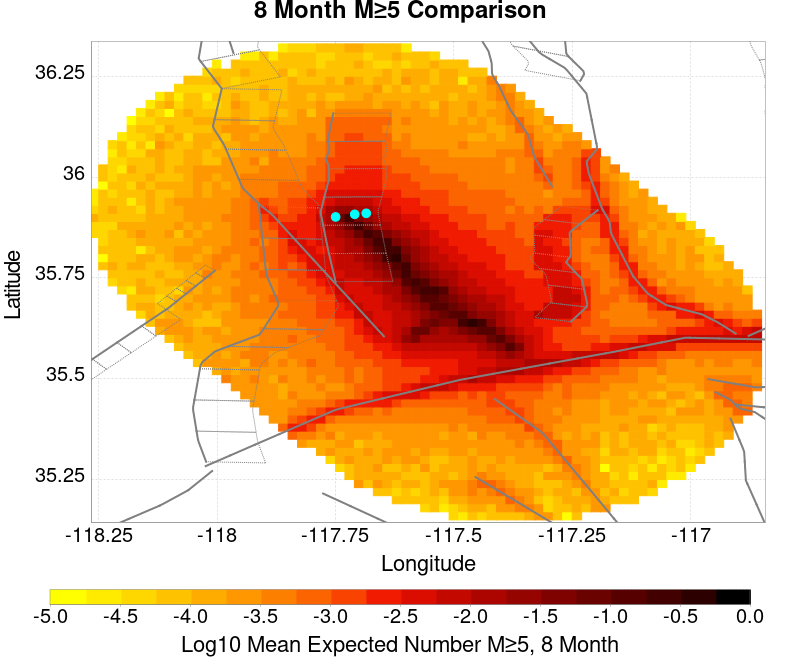 8 Month M≥5 Comparison
36.25
36
35.75
35.5
35.25
Latitude
-118.25 -118 -117.75 -117.5 -117.25 -117
Longitude
-5.0 -4.5 -4.0 -3.5 -3.0 -2.5 -2.0 -1.5 -1.0 -0.5 0.0
Log10 Mean Expected Number M≥5, 8 Month